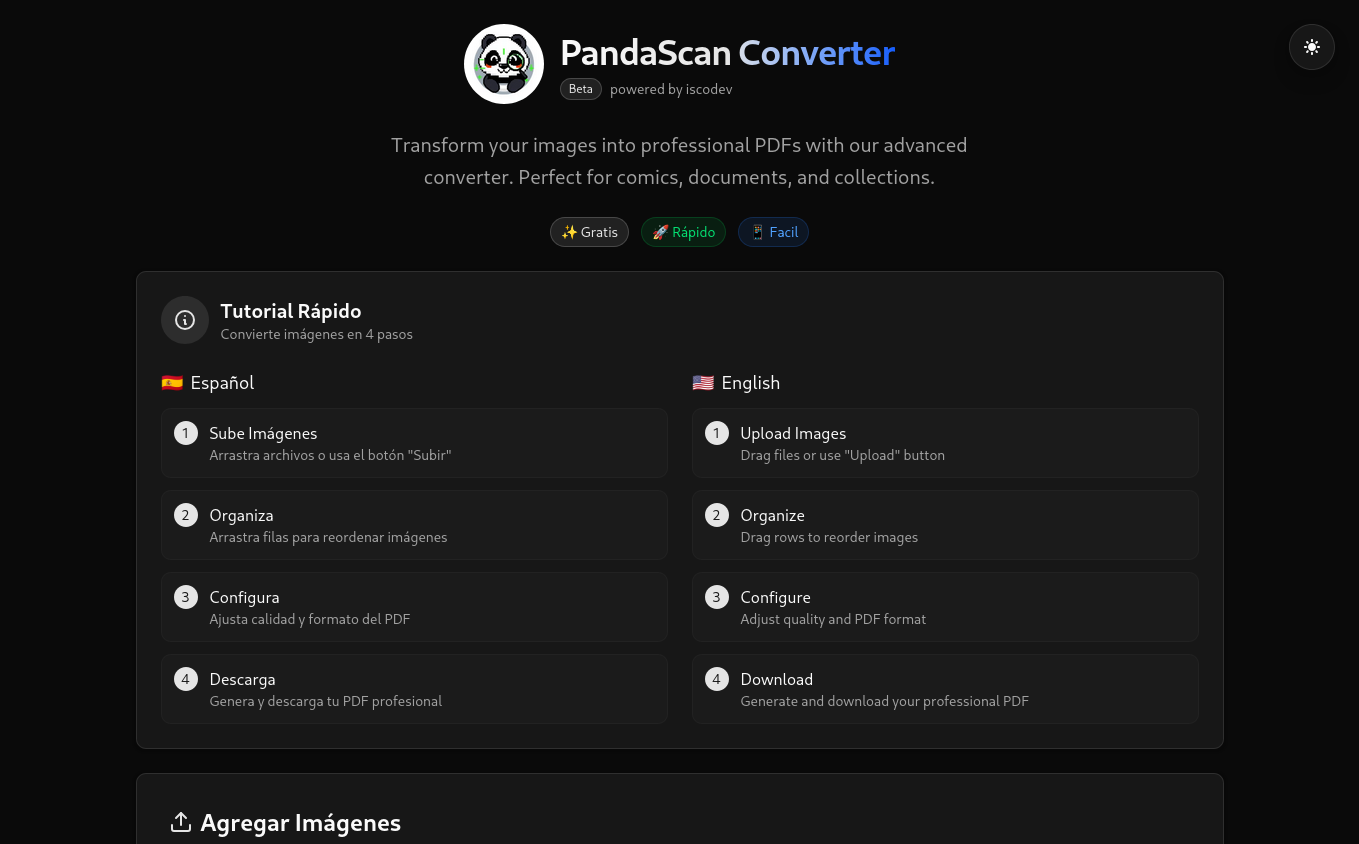 PandaScan Converter
Beta powered by iscodev
Transform your images into professional PDFs with our advanced
converter. Perfect for comics, documents, and collections.
✨ Gratis 🚀 Rápido 📱 Facil
Tutorial Rápido
Convierte imágenes en 4 pasos
🇪🇸 Español
1 Sube Imágenes
Arrastra archivos o usa el botón "Subir"
2 Organiza
Arrastra filas para reordenar imágenes
3 Configura
Ajusta calidad y formato del PDF
4 Descarga
Genera y descarga tu PDF profesional
🇺🇸 English
1 Upload Images
Drag files or use "Upload" button
2 Organize
Drag rows to reorder images
3 Configure
Adjust quality and PDF format
4 Download
Generate and download your professional PDF
Agregar Imágenes